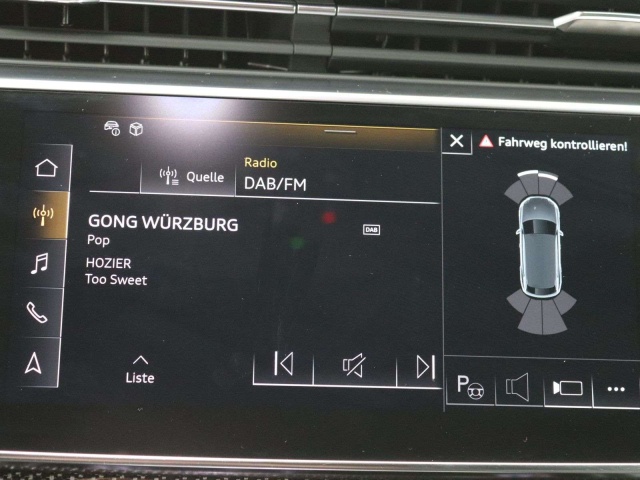 Fahrweg kontrollieren!
Radio
Quelle
DAB/FM
GONG WÜRZBURG
DAB
Pop
HOZIER
Too Sweet
Liste
P